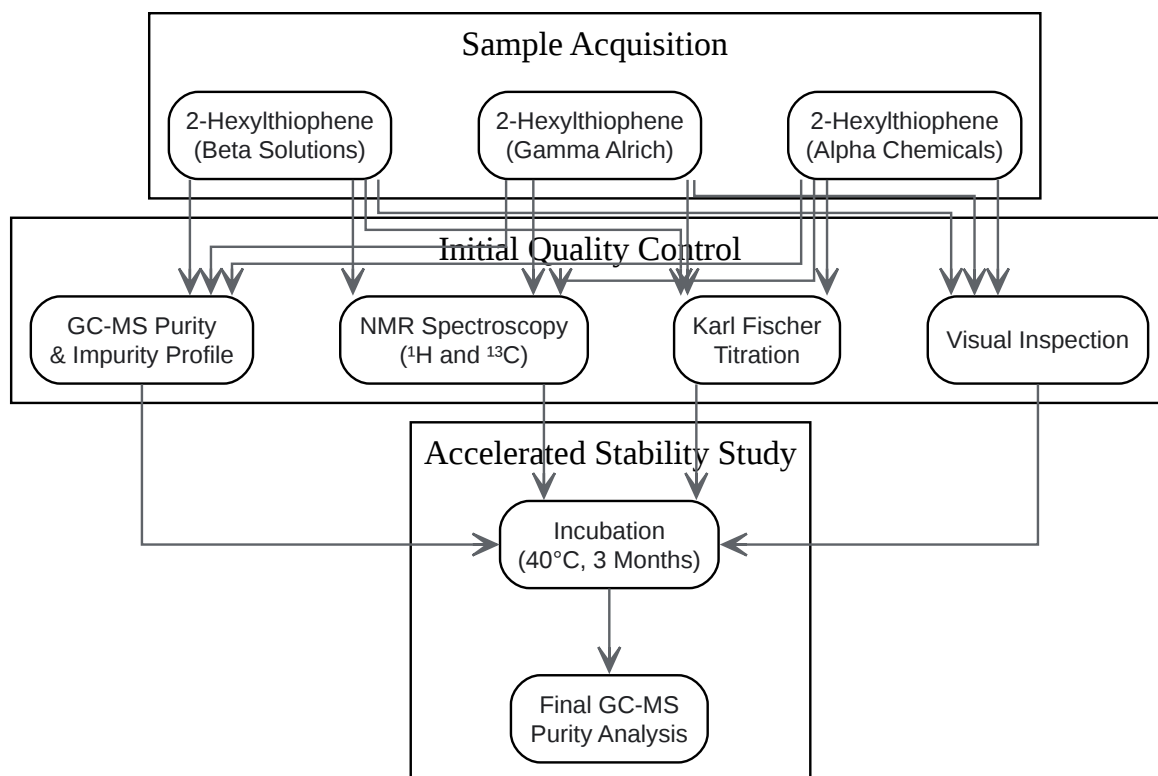 Sample Acquisition
2-Hexylthiophene
(Beta Solutions)
2-Hexylthiophene
(Gamma Alrich)
2-Hexylthiophene
(Alpha Chemicals)
Initial Quality Control
GC-MS Purity
& Impurity Profile
NMR Spectroscopy
(¹H and ¹³C)
Karl Fischer
Titration
Visual Inspection
Accelerated Stability Study
Incubation
(40°C, 3 Months)
Final GC-MS
Purity Analysis